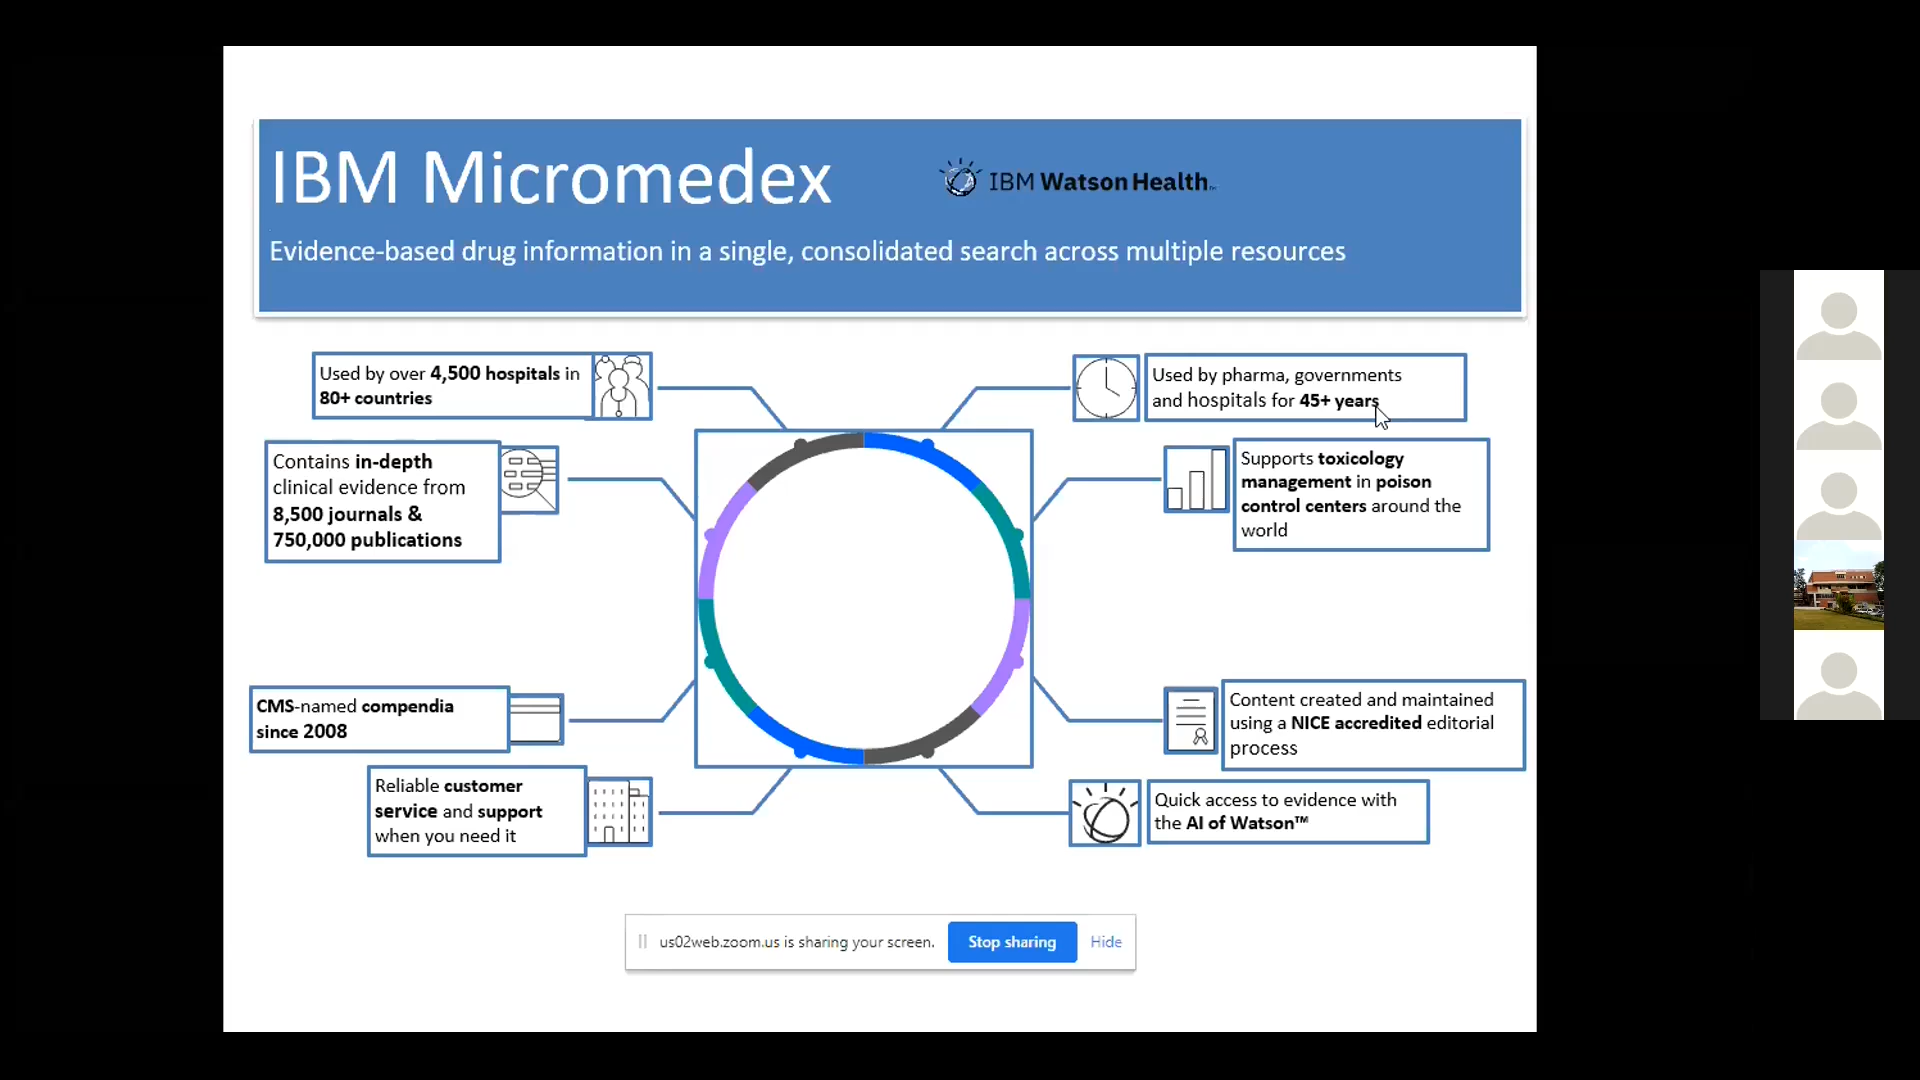 IBM Micromedex
IBM Watson Health
Evidence-based drug information in a single, consolidated search across multiple resources
Used by over 4,500 hospitals in
80+ countries
Contains in-depth
clinical evidence from
8,500 journals &
750,000 publications
CMS-named compendia
since 2008
Reliable customer
service and support
when you need it
Used by pharma, governments
and hospitals for 45+ years
Supports toxicology
management in poison
control centers around the
world
Content created and maintained
using a NICE accredited editorial
process
Quick access to evidence with
the AI of Watson™
us02web.zoom.us is sharing your screen. Stop sharing Hide